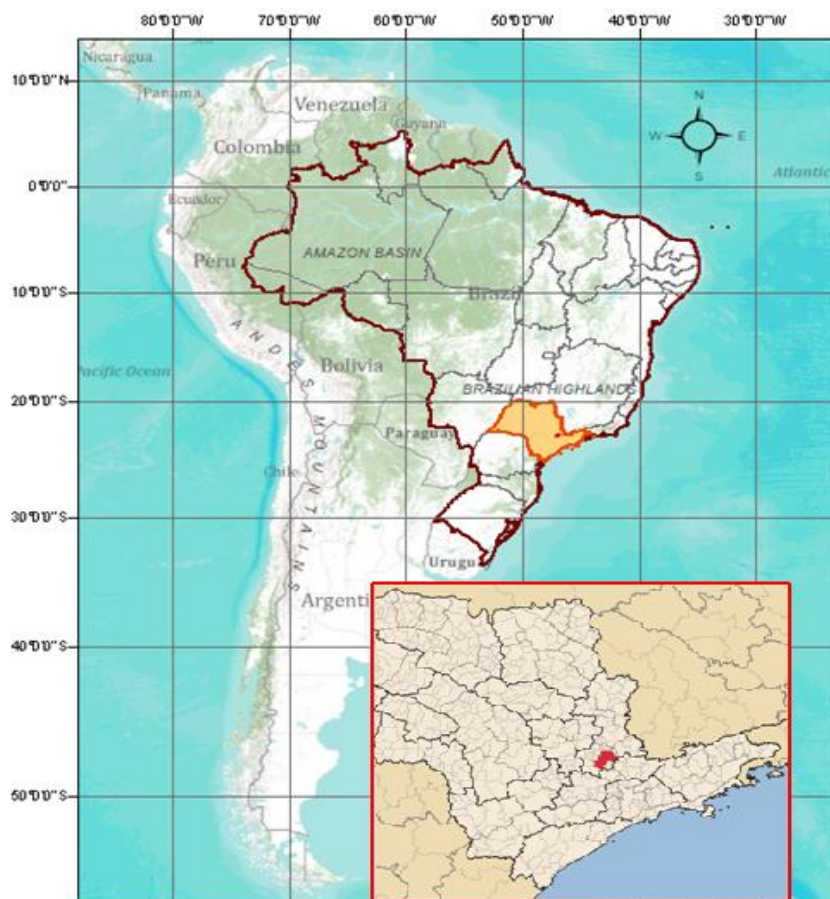 80°0'0"W
70°0'0"W
60°0'0"W
50°0'0"W
40°0'0"W
30°0'0"W
Nicaragua
10°0'0"N
Panama
Venezuela
Guyana
Colombia
N
W
E
S
0°0'0"
Ecuador
Atlantic
AMAZON BASIN
Peru
Brazil
10°0'0"S
ANDES MOUNTAINS
Pacific Ocean
Bolivia
BRAZILIAN HIGHLANDS
20°0'0"S
Paraguay
Chile
30°0'0"S
Urugu
Argenti
40°0'0"S
50°0'0"S